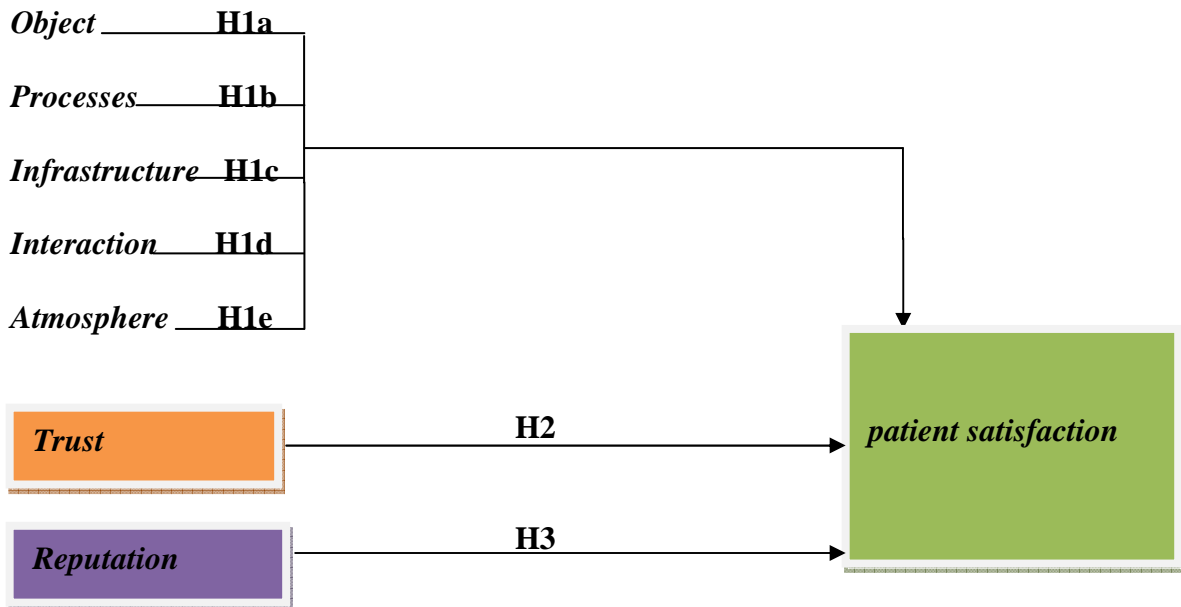 Object H1a
Processes H1b
Infrastructure H1c
Interaction H1d
Atmosphere H1e
Trust
H2
patient satisfaction
Reputation
H3